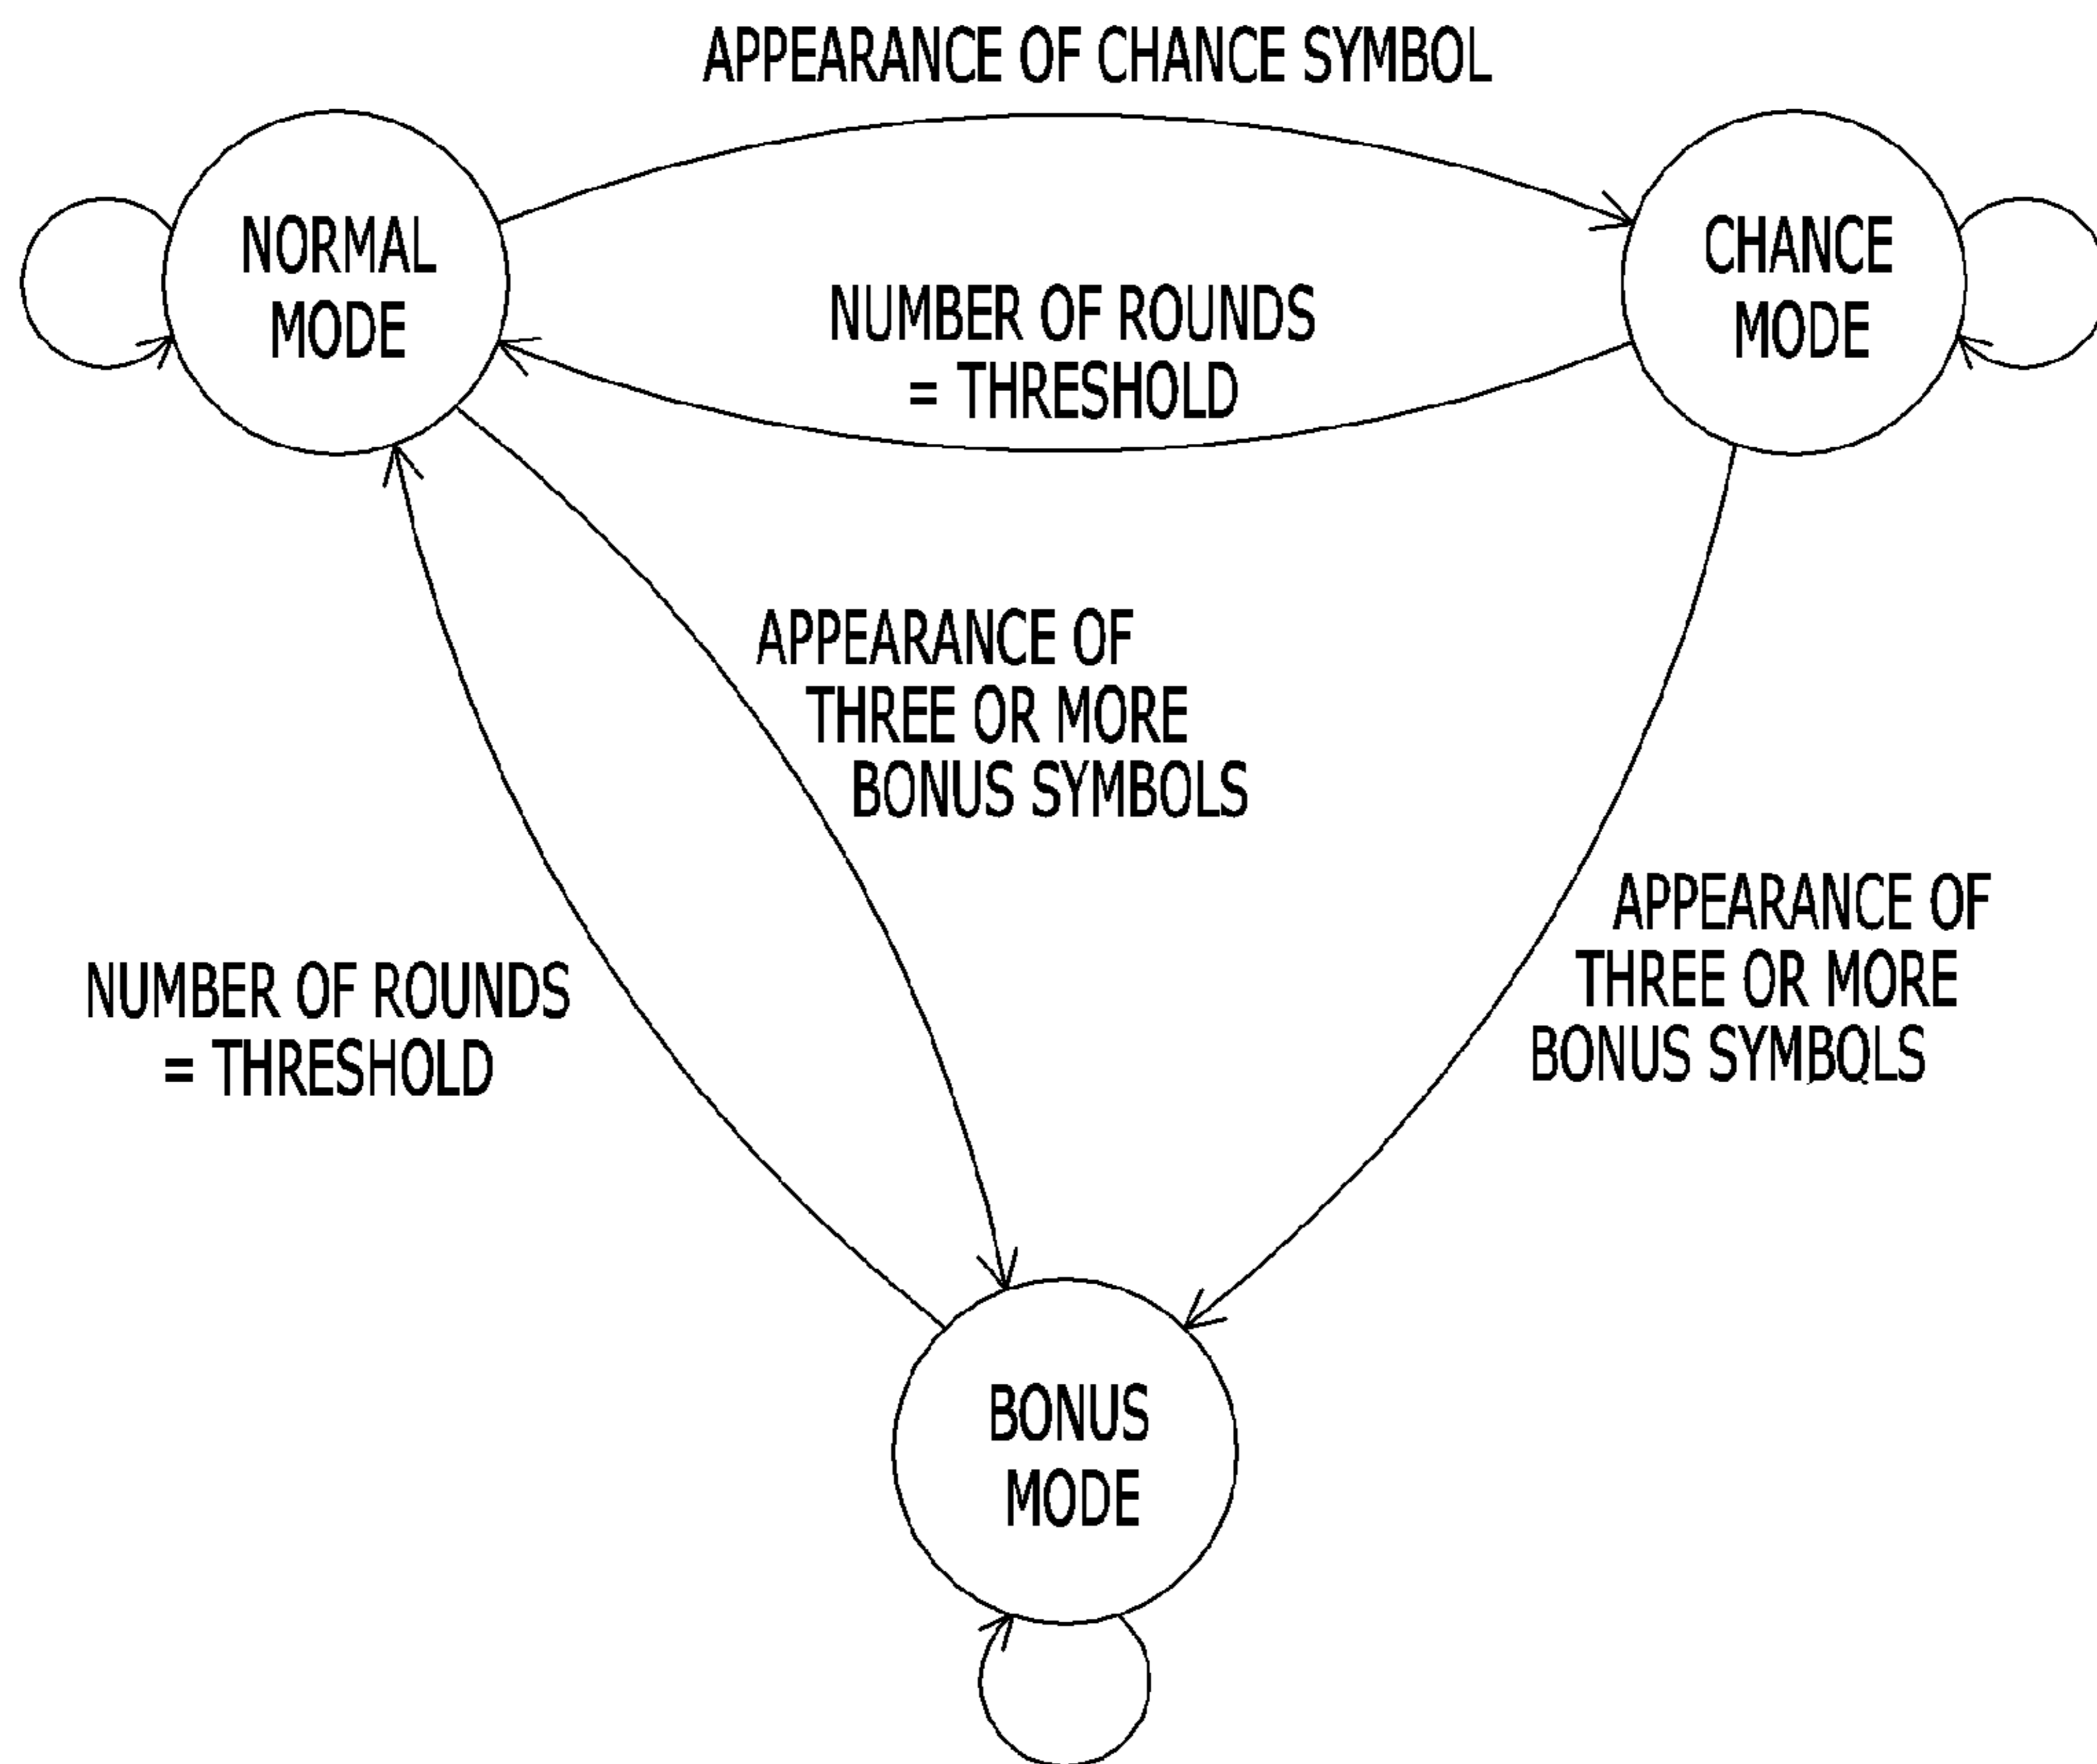 APPEARANCE OF CHANCE SYMBOL
NORMAL
MODE
CHANCE
MODE
NUMBER OF ROUNDS
= THRESHOLD
APPEARANCE OF
THREE OR MORE
BONUS SYMBOLS
APPEARANCE OF
THREE OR MORE
BONUS SYMBOLS
NUMBER OF ROUNDS
= THRESHOLD
BONUS
MODE